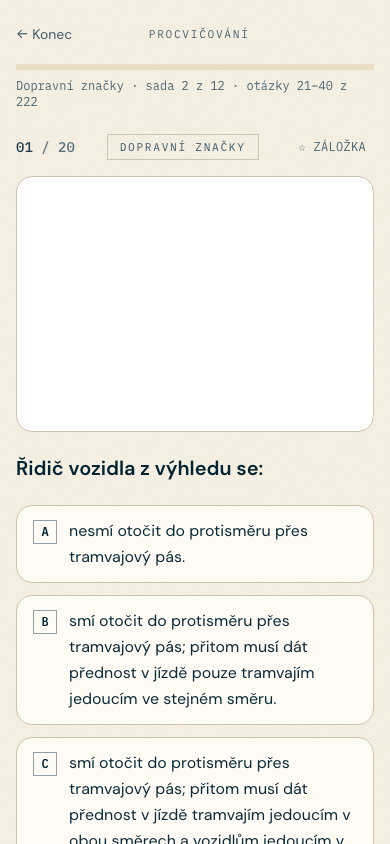 ← Konec
PROCVIČOVÁNÍ
Dopravní značky · sada 2 z 12 · otázky 21–40 z
222
01 / 20
DOPRAVNÍ ZNAČKY
☆ ZÁLOŽKA
Řidič vozidla z výhledu se:
A
nesmí otočit do protisměru přes
tramvajový pás.
B
smí otočit do protisměru přes
tramvajový pás; přitom musí dát
přednost v jízdě pouze tramvajím
jedoucím ve stejném směru.
C
smí otočit do protisměru přes
tramvajový pás; přitom musí dát
přednost v jízdě tramvajím jedoucím v
obou směrech a vozidlům jedoucím v